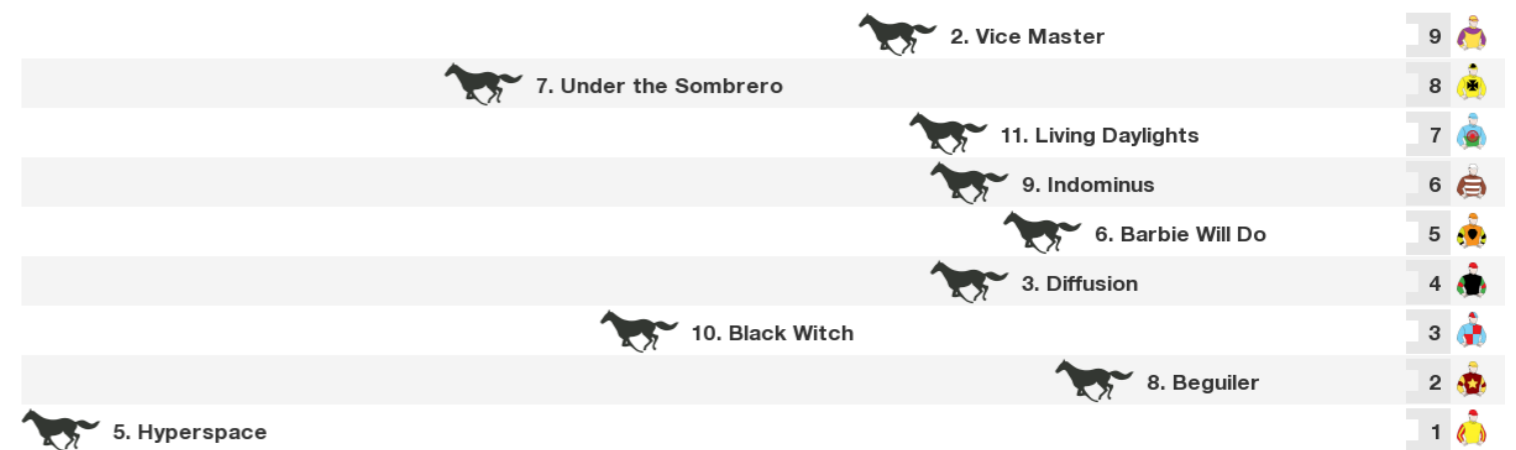 2. Vice Master 9
7. Under the Sombrero 8
11. Living Daylights 7
9. Indominus 6
6. Barbie Will Do 5
3. Diffusion 4
10. Black Witch 3
8. Beguiler 2
5. Hyperspace 1